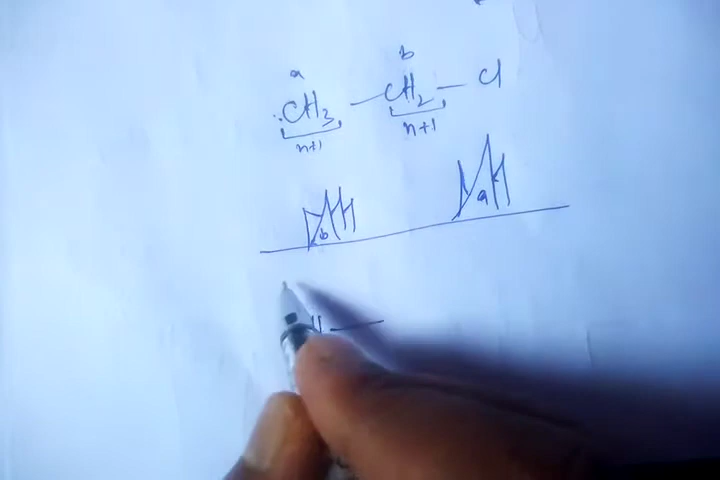 a b
CH3 — CH2 — Cl
n+1 n+1
b a